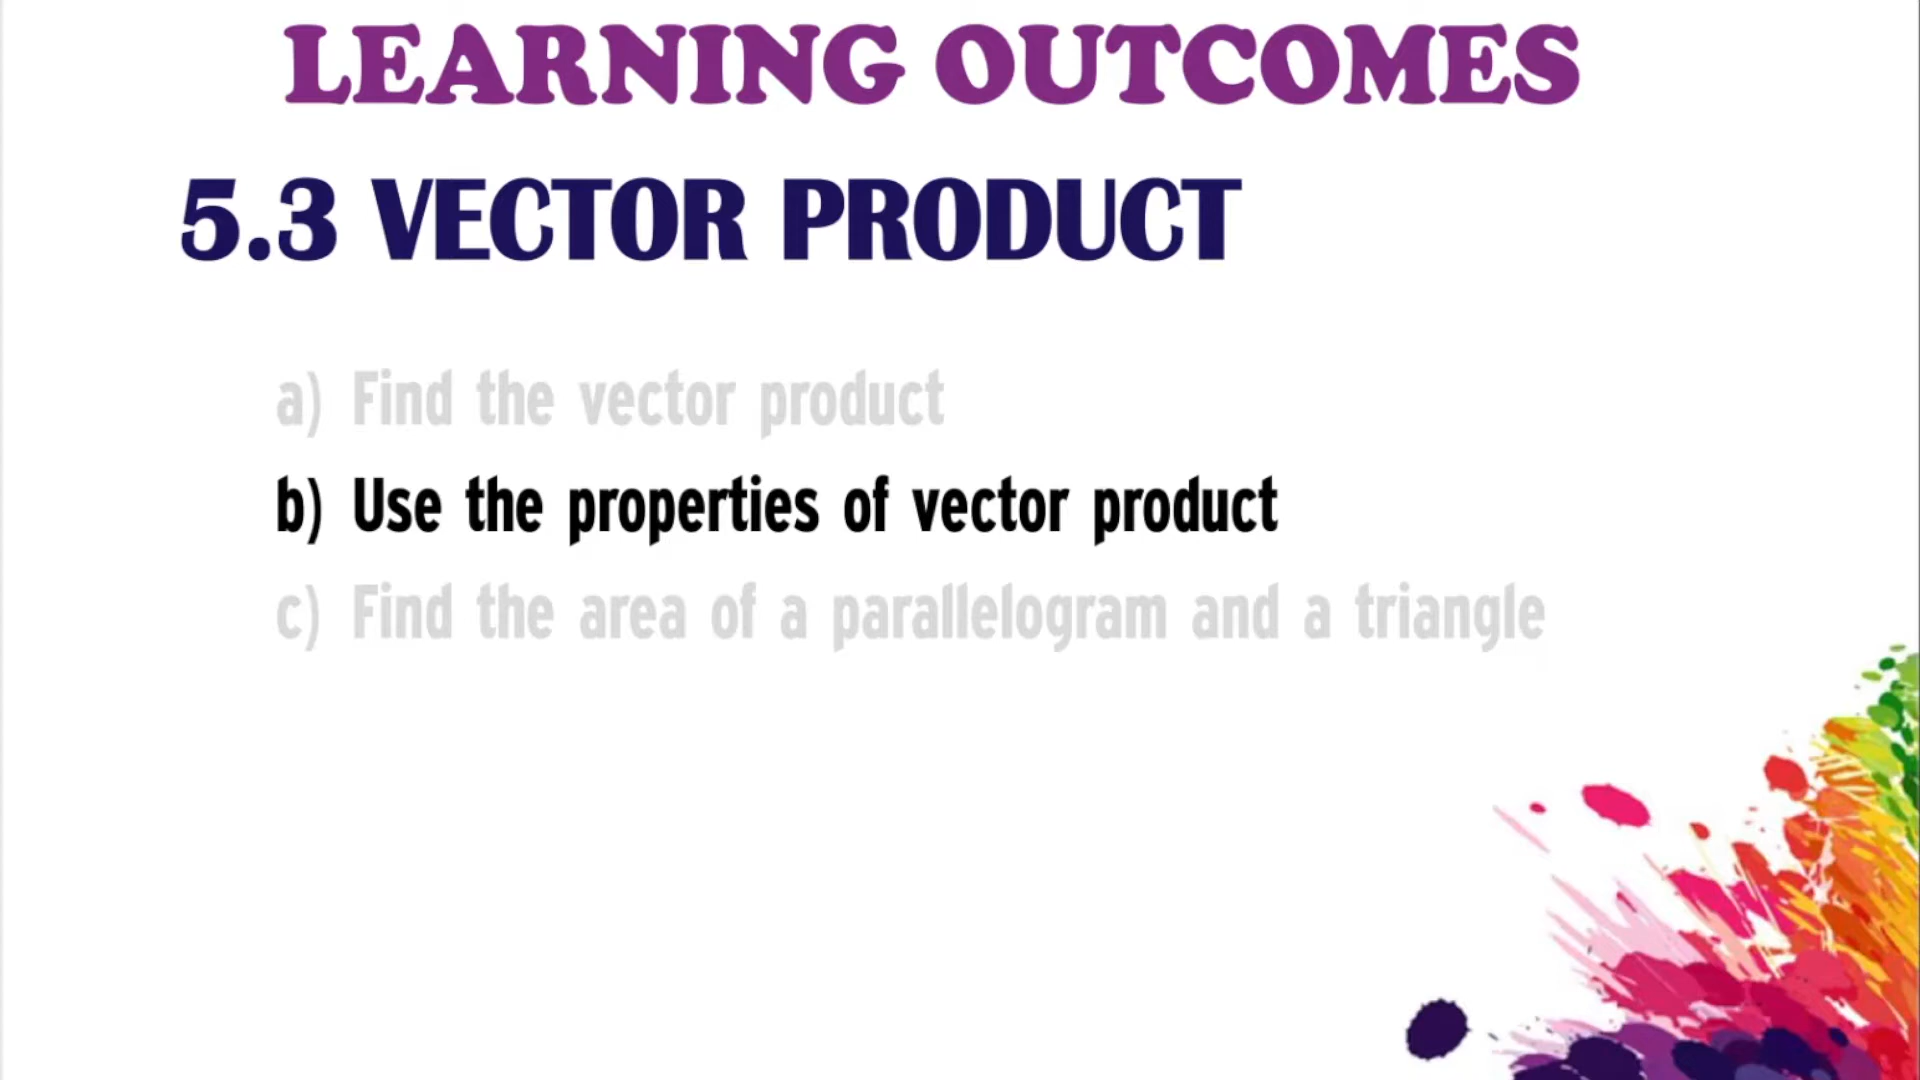 LEARNING OUTCOMES
5.3 VECTOR PRODUCT
a) Find the vector product
b) Use the properties of vector product
c) Find the area of a parallelogram and a triangle